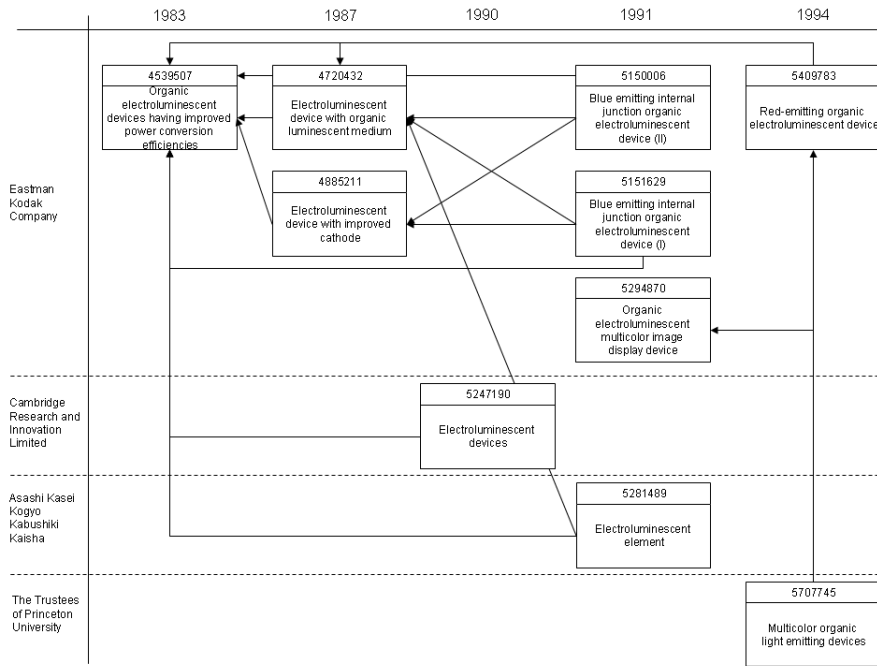 1983
1987
1990
1991
1994
4539507
Organic
electroluminescent
devices having improved
power conversion
efficiencies
4720432
Electroluminescent
device with organic
luminescent medium
5150006
Blue emitting internal
junction organic
electroluminescent
device (II)
5409783
Red-emitting organic
electroluminescent device
Eastman
Kodak
Company
4885211
Electroluminescent
device with improved
cathode
5151629
Blue emitting internal
junction organic
electroluminescent
device (I)
5294870
Organic
electroluminescent
multicolor image
display device
Cambridge
Research and
Innovation
Limited
5247190
Electroluminescent
devices
Asashi Kasei
Kogyo
Kabushiki
Kaisha
5281489
Electroluminescent
element
The Trustees
of Princeton
University
5707745
Multicolor organic
light emitting devices